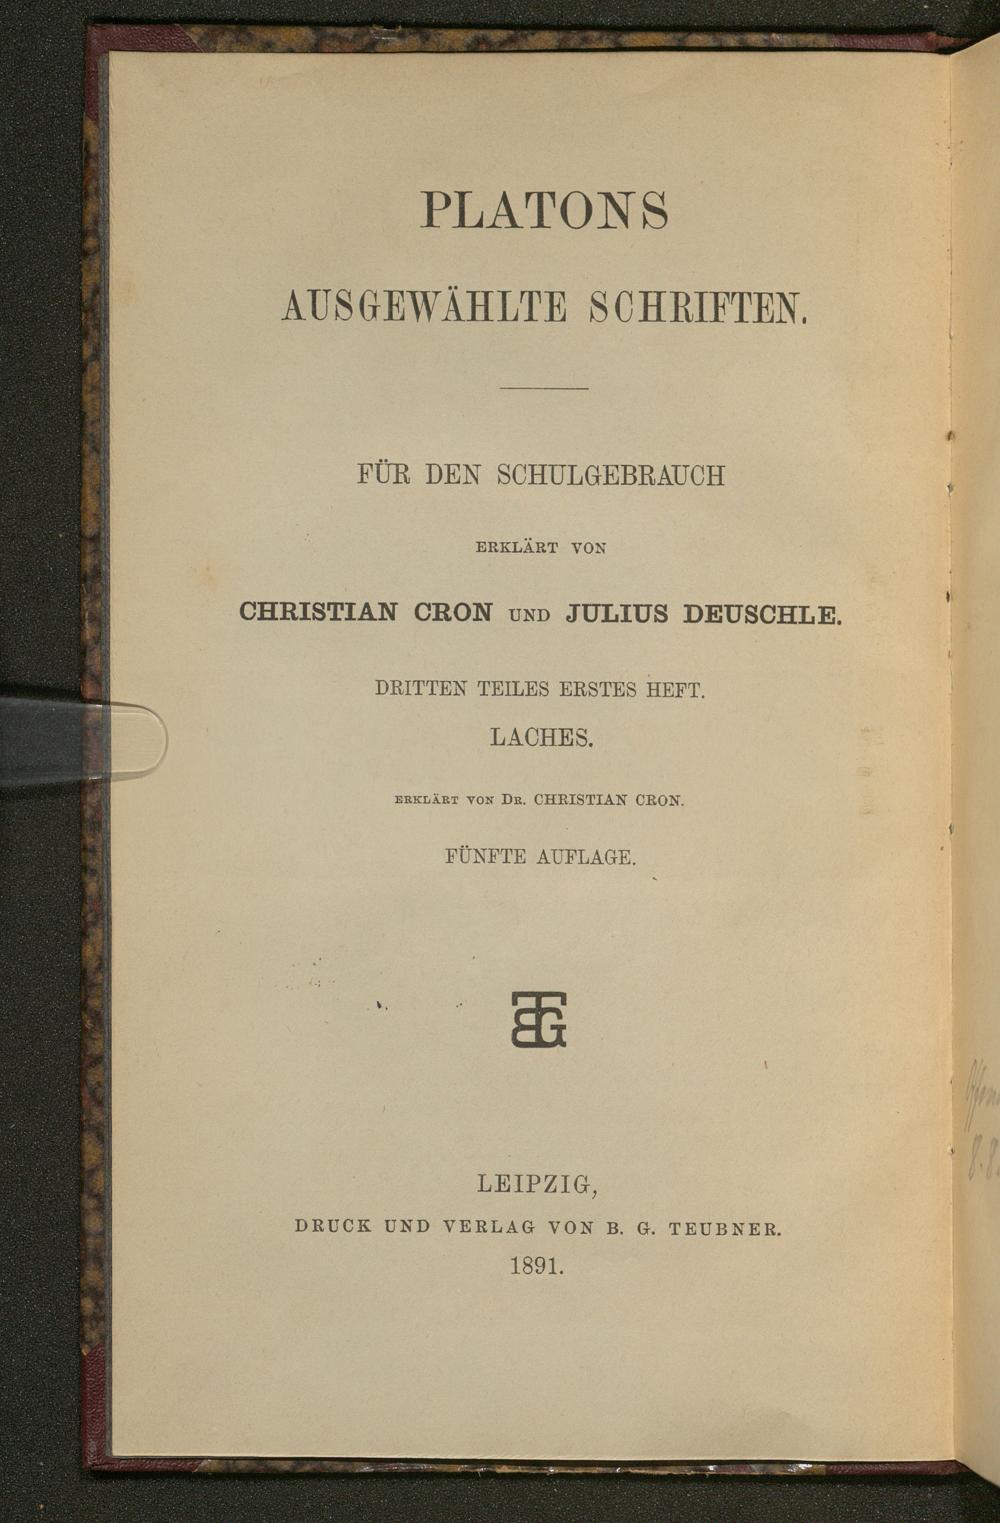 PLATONS
AUSGEWÄHLTE SCHRIFTEN.
FÜR DEN SCHULGEBRAUCH
ERKLÄRT VON
CHRISTIAN CRON UND JULIUS DEUSCHLE.
DRITTEN TEILES ERSTES HEFT.
LACHES.
ERKLÄRT VON DR. CHRISTIAN CRON.
FÜNFTE AUFLAGE.
BTG
LEIPZIG,
DRUCK UND VERLAG VON B. G. TEUBNER.
1891.